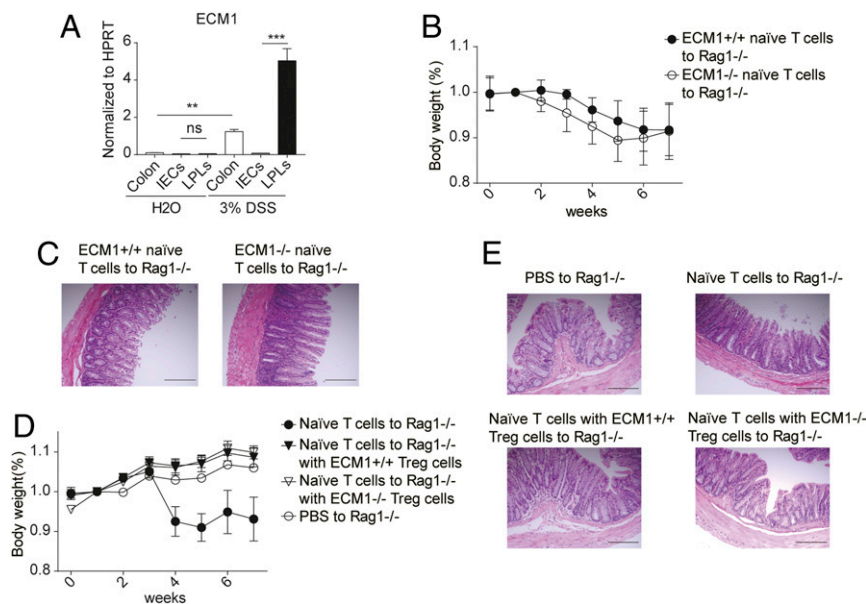 A
ECM1
Normalized to HPRT
6
4
2
0
***
**
ns
Colon
IECs
LPLs
Colon
IECs
LPLs
H2O
3% DSS
B
Body weight (%)
1.1
1.0
0.9
0.8
0
2
4
6
weeks
ECM1+/+ naïve T cells
to Rag1-/-
ECM1-/- naïve T cells
to Rag1-/-
C
ECM1+/+ naïve
T cells to Rag1-/-
ECM1-/- naïve
T cells to Rag1-/-
D
Body weight(%)
1.1
1.0
0.9
0.8
0
2
4
6
weeks
Naïve T cells to Rag1-/-
Naïve T cells to Rag1-/-
with ECM1+/+ Treg cells
Naïve T cells to Rag1-/-
with ECM1-/- Treg cells
PBS to Rag1-/-
E
PBS to Rag1-/-
Naïve T cells to Rag1-/-
Naïve T cells with ECM1+/+
Treg cells to Rag1-/-
Naïve T cells with ECM1-/-
Treg cells to Rag1-/-